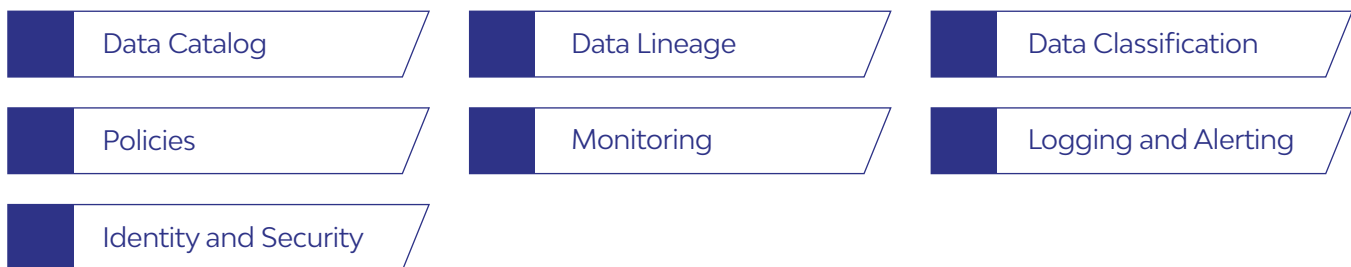 Data Catalog
Data Lineage
Data Classification
Policies
Monitoring
Logging and Alerting
Identity and Security